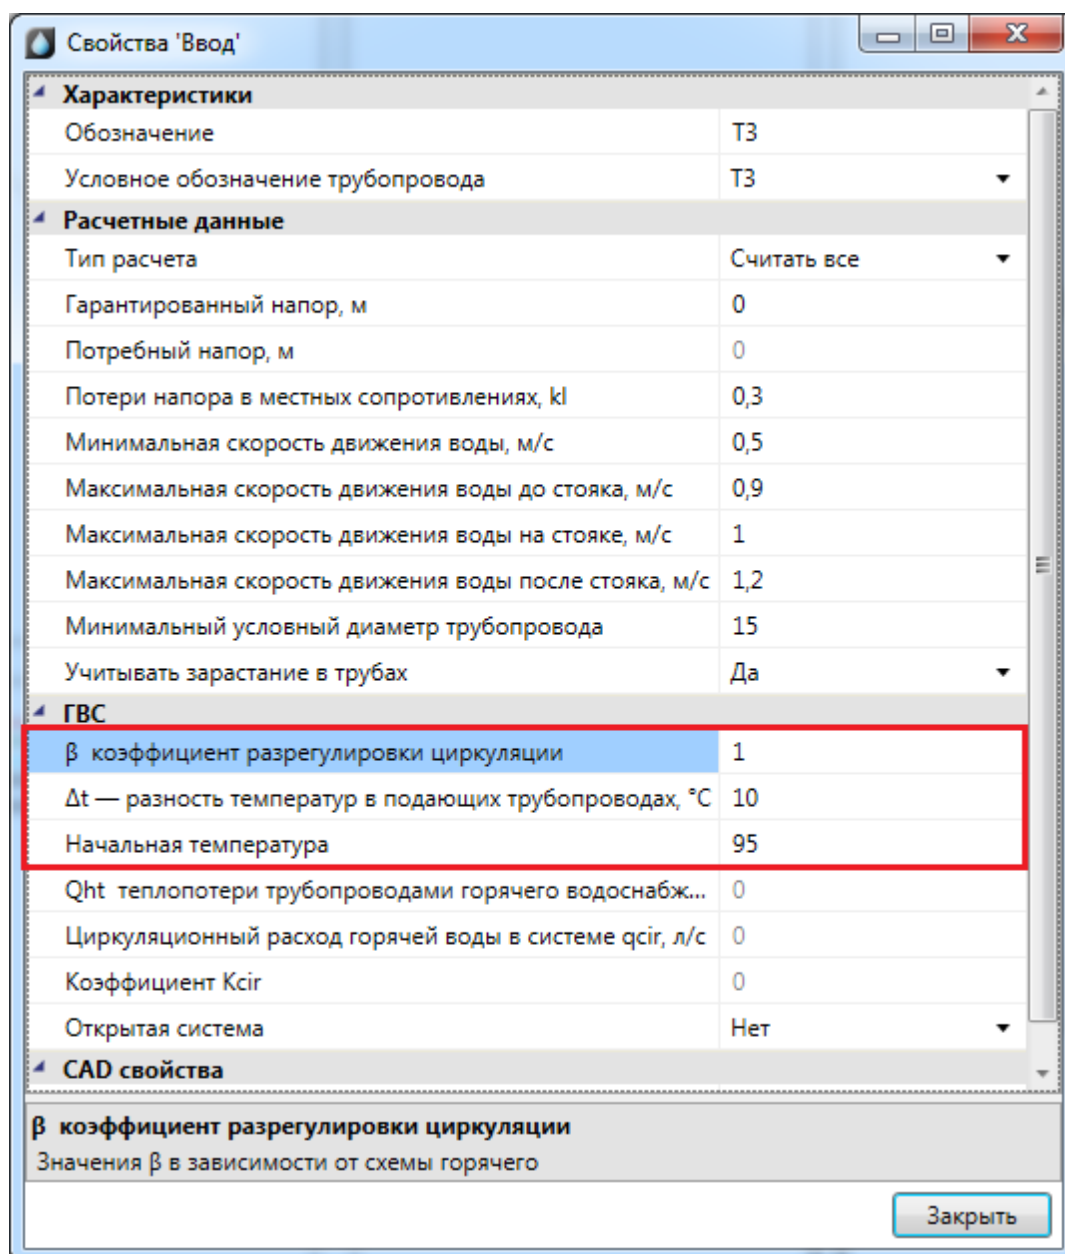 Свойства 'Ввод'
Характеристики
Обозначение Т3
Условное обозначение трубопровода Т3
Расчетные данные
Тип расчета Считать все
Гарантированный напор, м 0
Потребный напор, м 0
Потери напора в местных сопротивлениях, kl 0,3
Минимальная скорость движения воды, м/с 0,5
Максимальная скорость движения воды до стояка, м/с 0,9
Максимальная скорость движения воды на стояке, м/с 1
Максимальная скорость движения воды после стояка, м/с 1,2
Минимальный условный диаметр трубопровода 15
Учитывать зарастание в трубах Да
ГВС
β коэффициент разрегулировки циркуляции 1
Δt — разность температур в подающих трубопроводах, °C 10
Начальная температура 95
Qht теплопотери трубопроводами горячего водоснабж... 0
Циркуляционный расход горячей воды в системе qcir, л/с 0
Коэффициент Kcir 0
Открытая система Нет
CAD свойства
β коэффициент разрегулировки циркуляции
Значения β в зависимости от схемы горячего
Закрыть